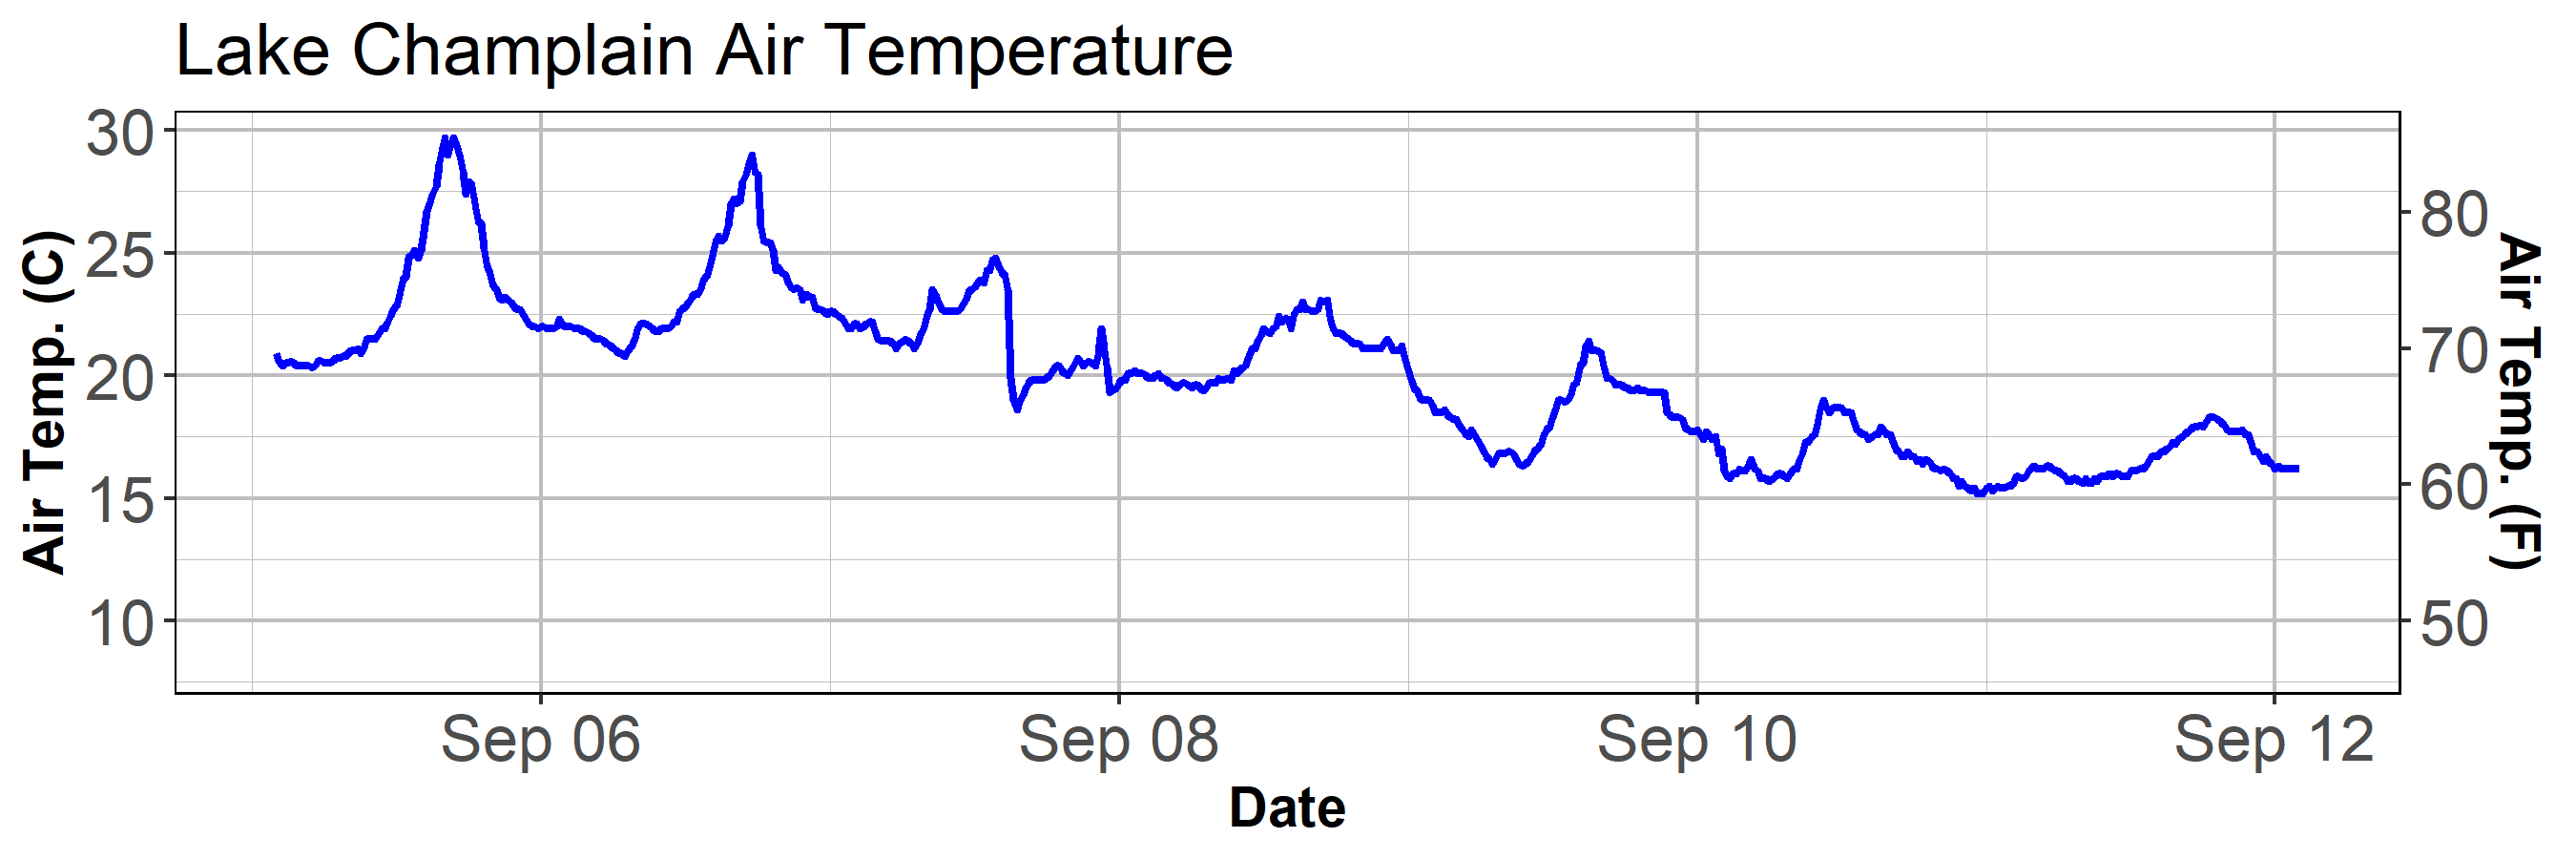 Lake Champlain Air Temperature
Air Temp. (C)
30
25
20
15
10
80
70
60
50
Air Temp. (F)
Sep 06
Sep 08
Sep 10
Sep 12
Date